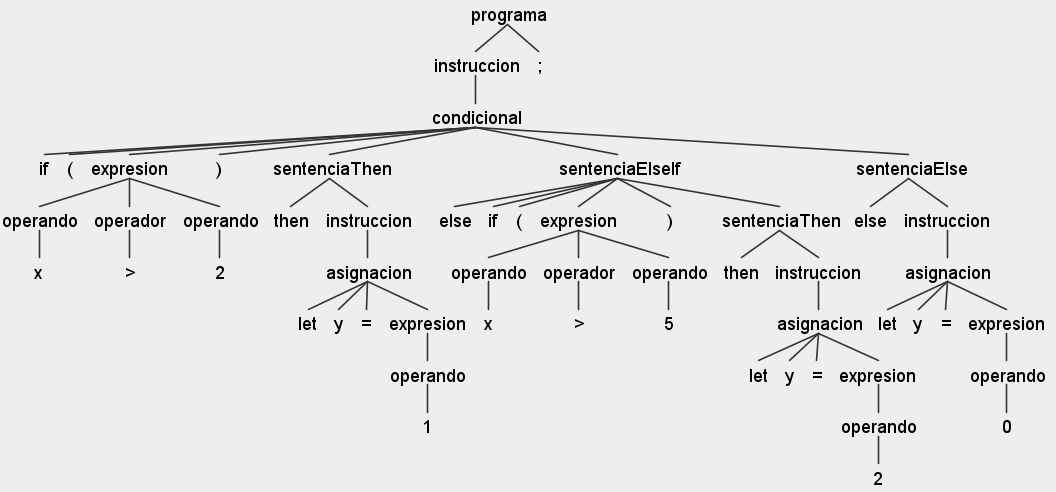 programa
instruccion ;
condicional
if ( expresion ) sentenciaThen sentenciaElseIf sentenciaElse
operando operador operando then instruccion else if ( expresion ) sentenciaThen else instruccion
x > 2 asignacion operando operador operando then instruccion asignacion
let y = expresion x > 5 asignacion let y = expresion
operando let y = expresion operando
1 operando 0
2